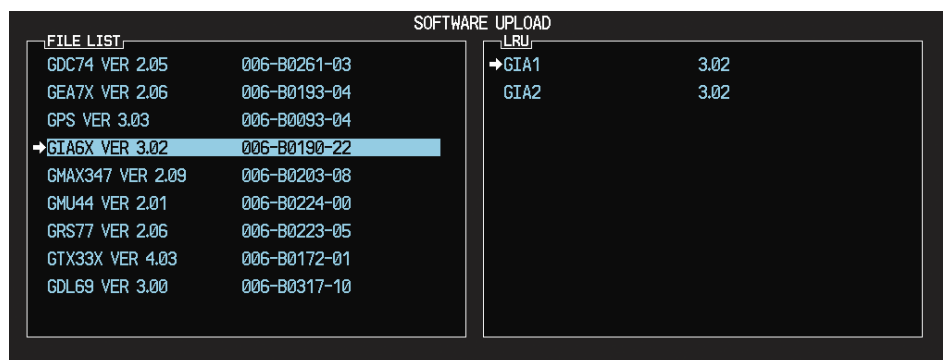 SOFTWARE UPLOAD
FILE LIST
GDC74 VER 2.05 006-B0261-03
GEA7X VER 2.06 006-B0193-04
GPS VER 3.03 006-B0093-04
GIA6X VER 3.02 006-B0190-22
GMAX347 VER 2.09 006-B0203-08
GMU44 VER 2.01 006-B0224-00
GRS77 VER 2.06 006-B0223-05
GTX33X VER 4.03 006-B0172-01
GDL69 VER 3.00 006-B0317-10
LRU
GIA1 3.02
GIA2 3.02